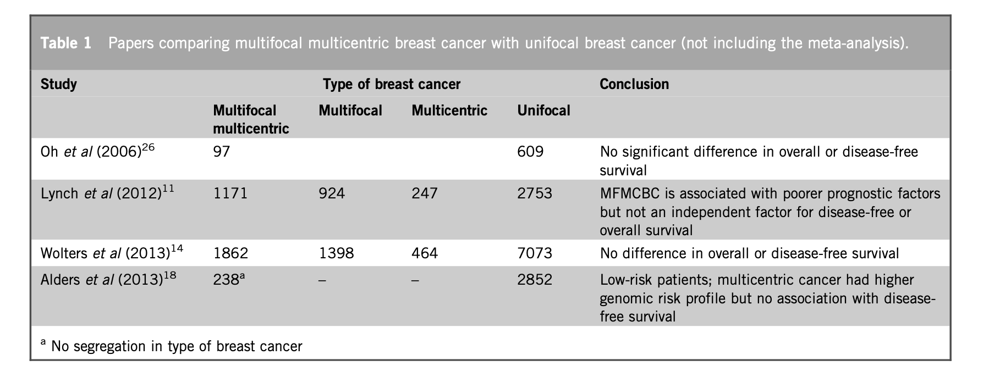 Table 1 Papers comparing multifocal multicentric breast cancer with unifocal breast cancer (not including the meta-analysis).
Study Type of breast cancer Conclusion
Multifocal multicentric Multifocal Multicentric Unifocal
Oh et al (2006)26 97 609 No significant difference in overall or disease-free
survival
Lynch et al (2012)11 1171 924 247 2753 MFMCBC is associated with poorer prognostic factors
but not an independent factor for disease-free or
overall survival
Wolters et al (2013)14 1862 1398 464 7073 No difference in overall or disease-free survival
Alders et al (2013)18 238a – – 2852 Low-risk patients; multicentric cancer had higher
genomic risk profile but no association with disease-
free survival
a No segregation in type of breast cancer